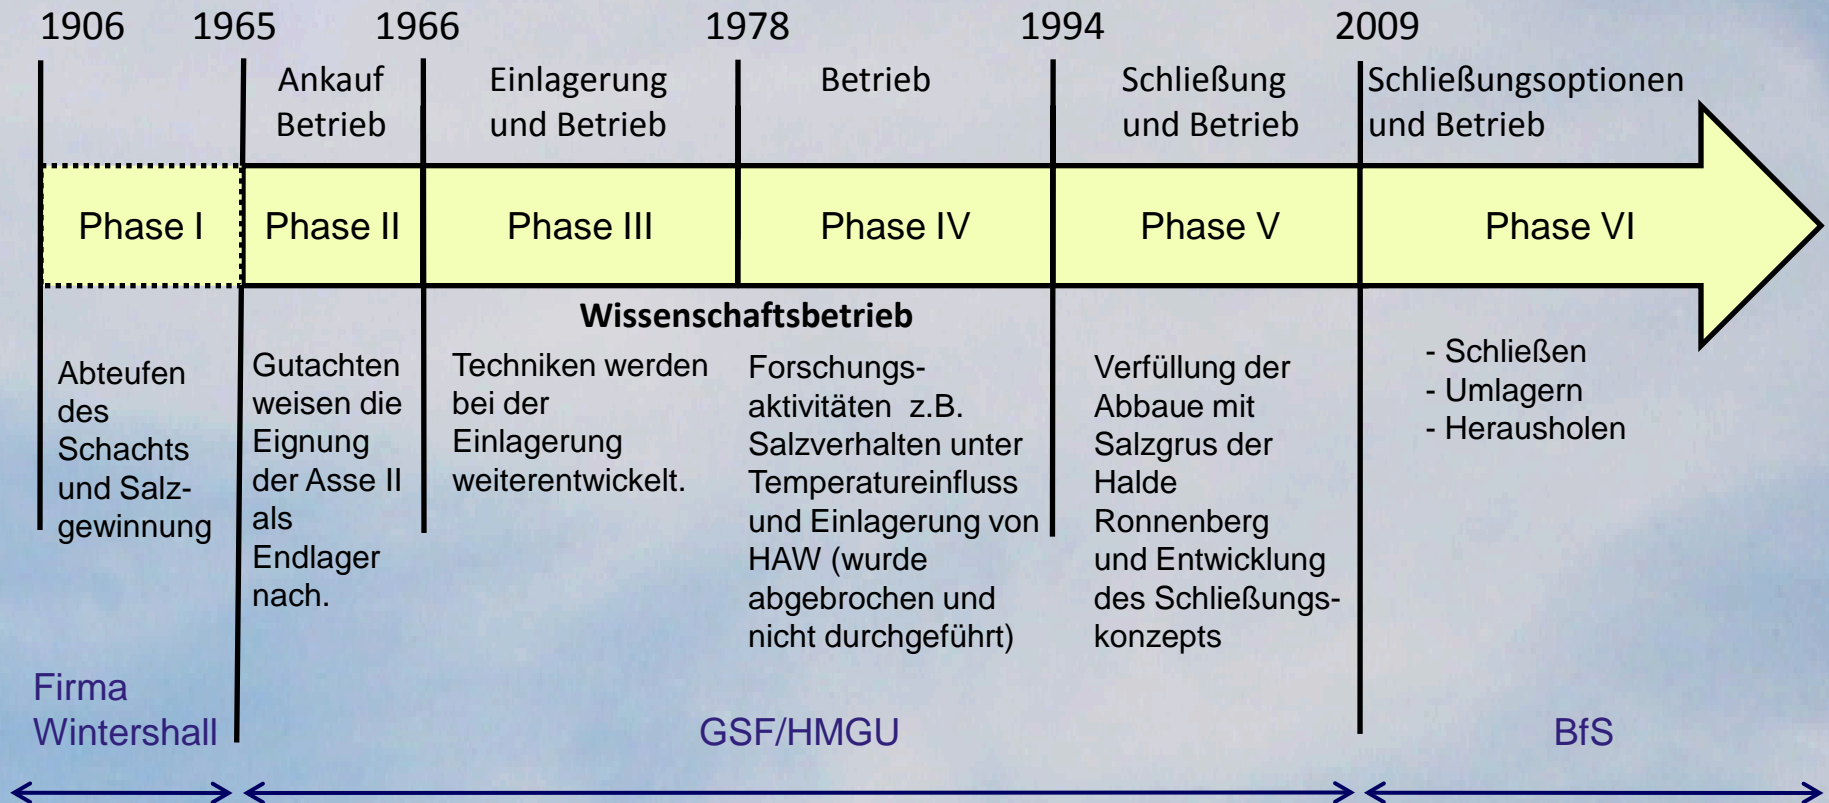 1906 1965 1966 1978 1994 2009
Ankauf
Betrieb
Einlagerung
und Betrieb
Betrieb
Schließung
und Betrieb
Schließungsoptionen
und Betrieb
Phase I Phase II Phase III Phase IV Phase V Phase VI
Wissenschaftsbetrieb
Abteufen
des
Schachts
und Salz-
gewinnung
Gutachten
weisen die
Eignung
der Asse II
als
Endlager
nach.
Techniken werden
bei der
Einlagerung
weiterentwickelt.
Forschungs-
aktivitäten z.B.
Salzverhalten unter
Temperatureinfluss
und Einlagerung von
HAW (wurde
abgebrochen und
nicht durchgeführt)
Verfüllung der
Abbaue mit
Salzgrus der
Halde
Ronnenberg
und Entwicklung
des Schließungs-
konzepts
- Schließen
- Umlagern
- Herausholen
Firma
Wintershall
GSF/HMGU
BfS